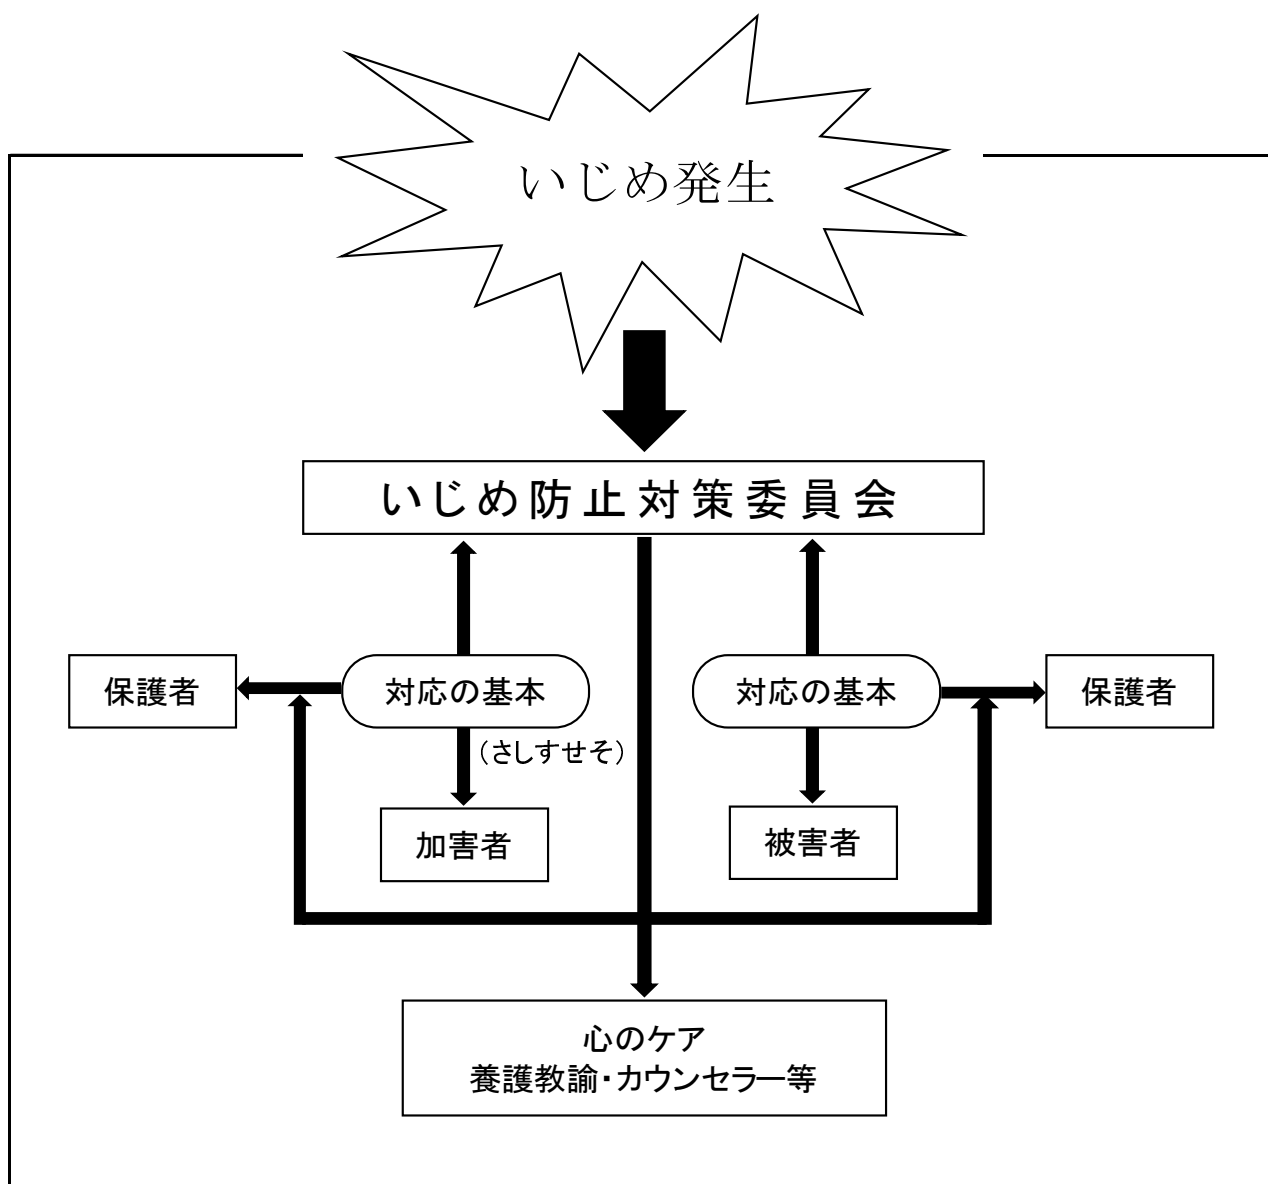 いじめ発生
いじめ防止対策委員会
保護者
対応の基本
対応の基本
保護者
（さしすせそ）
加害者
被害者
心のケア
養護教諭・カウンセラー等